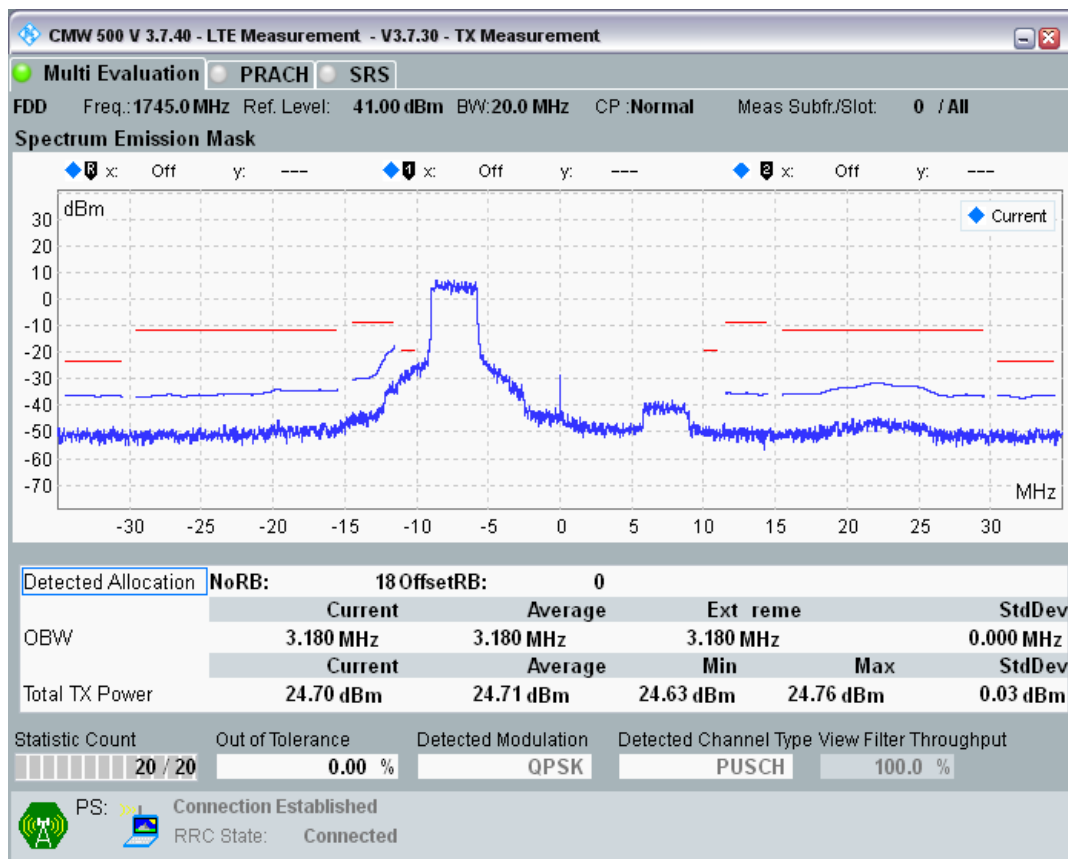 CMW 500 V 3.7.40 - LTE Measurement - V3.7.30 - TX Measurement
Multi Evaluation PRACH SRS
FDD Freq.:1745.0 MHz Ref. Level: 41.00 dBm BW:20.0 MHz CP :Normal Meas Subfr./Slot: 0 / All
Spectrum Emission Mask
R x: Off y: --- 1 x: Off y: --- 2 x: Off y: ---
dBm
Current
30
20
10
0
-10
-20
-30
-40
-50
-60
-70
MHz
-30 -25 -20 -15 -10 -5 0 5 10 15 20 25 30
Detected Allocation NoRB: 18 OffsetRB: 0
Current Average Ext reme StdDev
OBW 3.180 MHz 3.180 MHz 3.180 MHz 0.000 MHz
Current Average Min Max StdDev
Total TX Power 24.70 dBm 24.71 dBm 24.63 dBm 24.76 dBm 0.03 dBm
Statistic Count Out of Tolerance Detected Modulation Detected Channel Type View Filter Throughput
20 / 20 0.00 % QPSK PUSCH 100.0 %
PS: Connection Established
RRC State: Connected